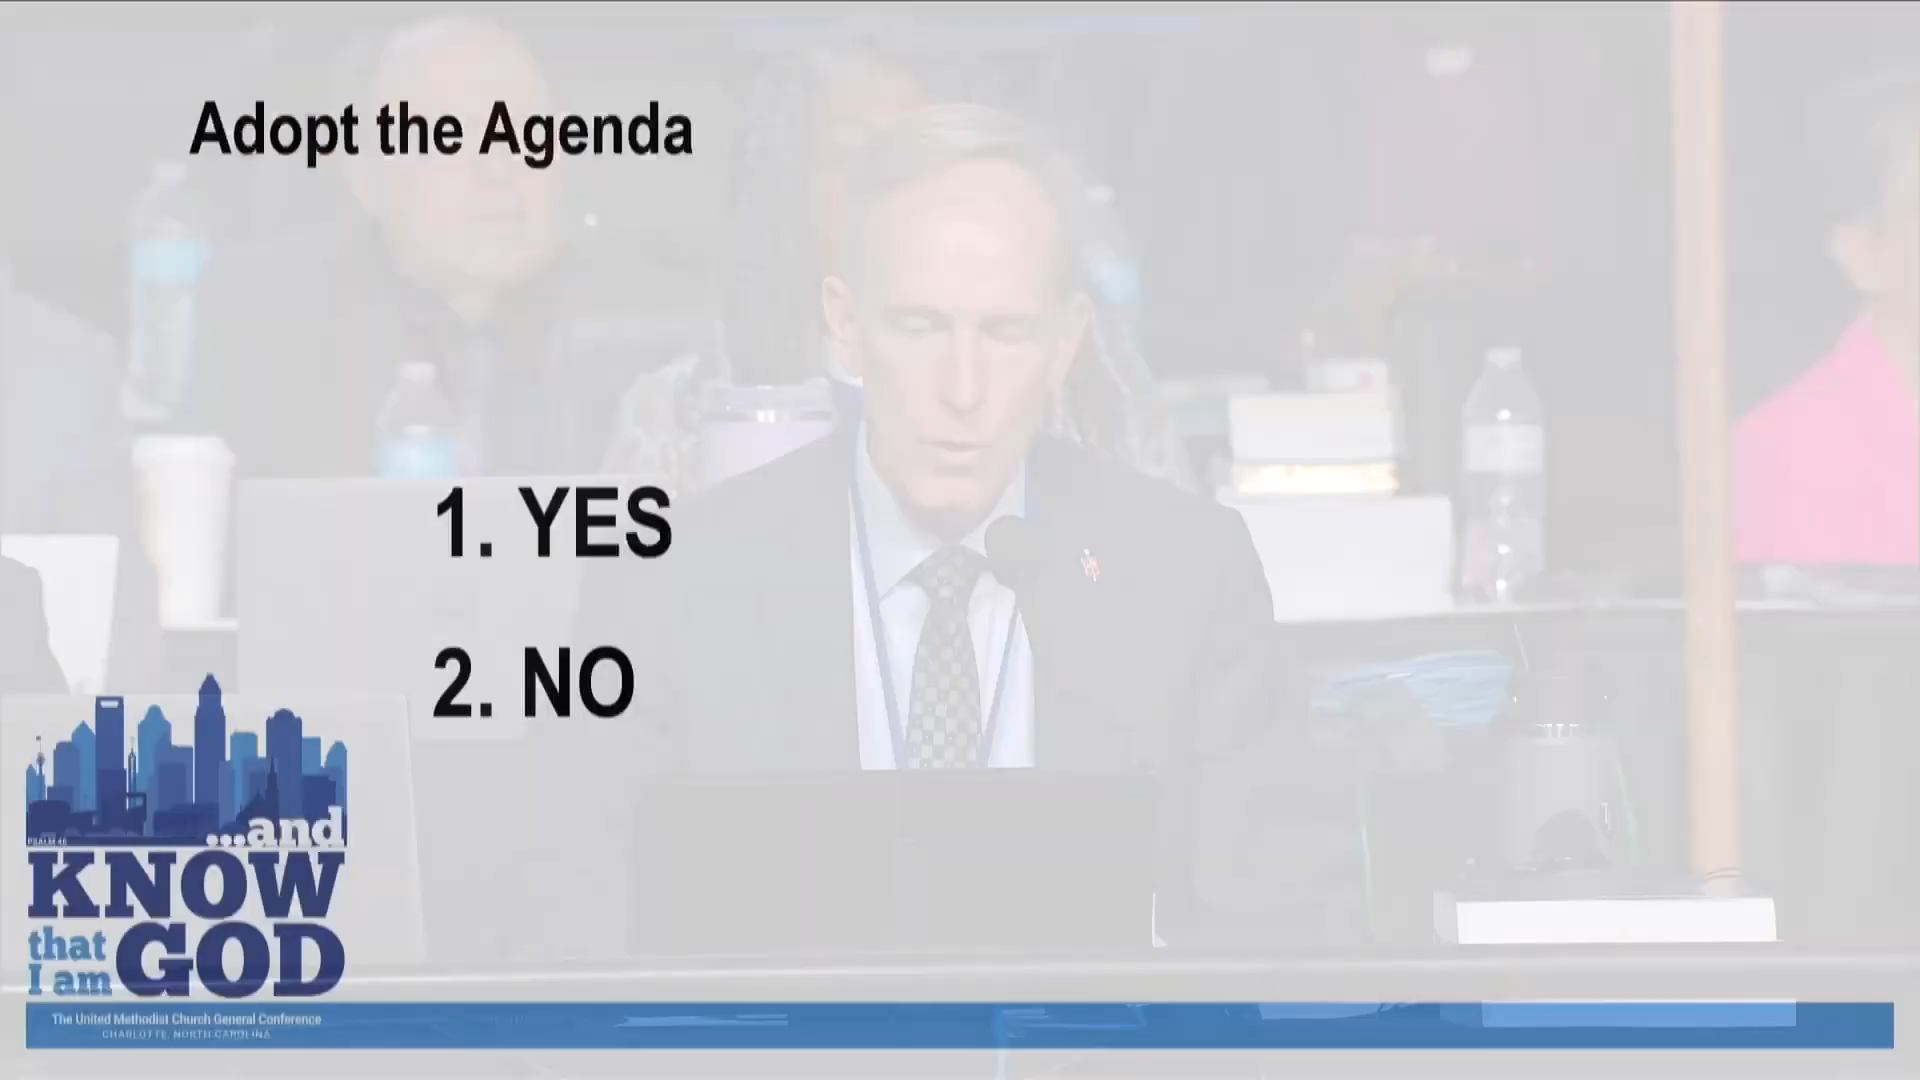 Adopt the Agenda
1. YES
2. NO
PSALM 46
...and
KNOW
that
I am
GOD
The United Methodist Church General Conference
CHARLOTTE, NORTH CAROLINA